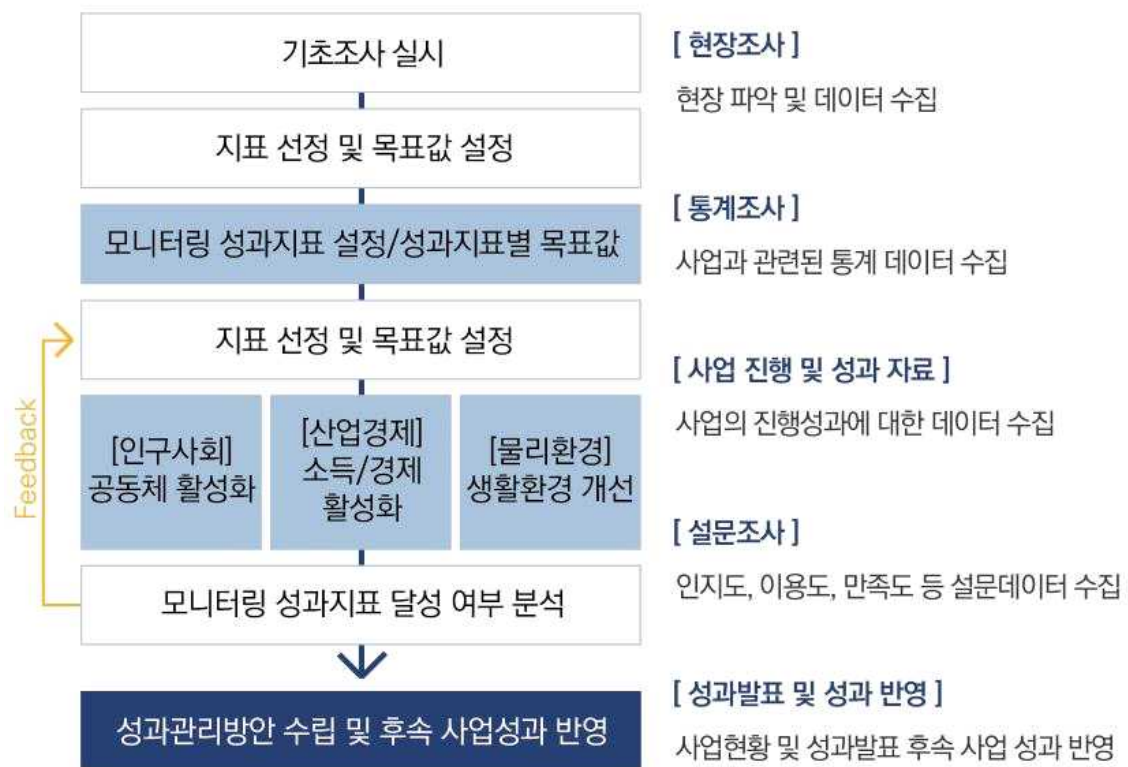 기초조사 실시
지표 선정 및 목표값 설정
모니터링 성과지표 설정/성과지표별 목표값
지표 선정 및 목표값 설정
[인구사회]
공동체 활성화
[산업경제]
소득/경제
활성화
[물리환경]
생활환경 개선
모니터링 성과지표 달성 여부 분석
성과관리방안 수립 및 후속 사업성과 반영
Feedback
[ 현장조사 ]
현장 파악 및 데이터 수집
[ 통계조사 ]
사업과 관련된 통계 데이터 수집
[ 사업 진행 및 성과 자료 ]
사업의 진행성과에 대한 데이터 수집
[ 설문조사 ]
인지도, 이용도, 만족도 등 설문데이터 수집
[ 성과발표 및 성과 반영 ]
사업현황 및 성과발표 후속 사업 성과 반영